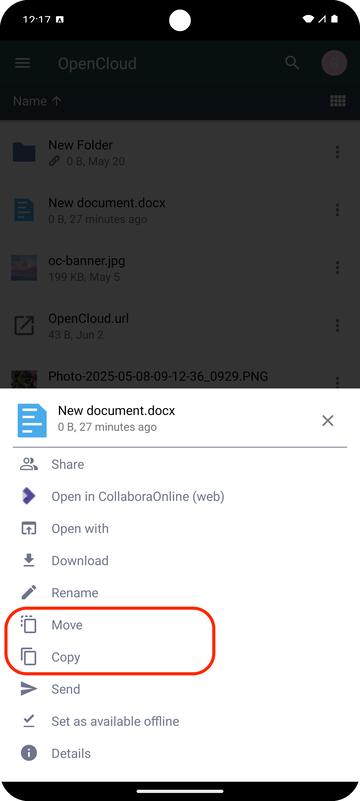 12:17
OpenCloud
Name
New Folder
0 B, May 20
New document.docx
0 B, 27 minutes ago
oc-banner.jpg
199 KB, May 5
OpenCloud.url
43 B, Jun 2
Photo-2025-05-08-09-12-36_0929.PNG
New document.docx
0 B, 27 minutes ago
Share
Open in CollaboraOnline (web)
Open with
Download
Rename
Move
Copy
Send
Set as available offline
Details